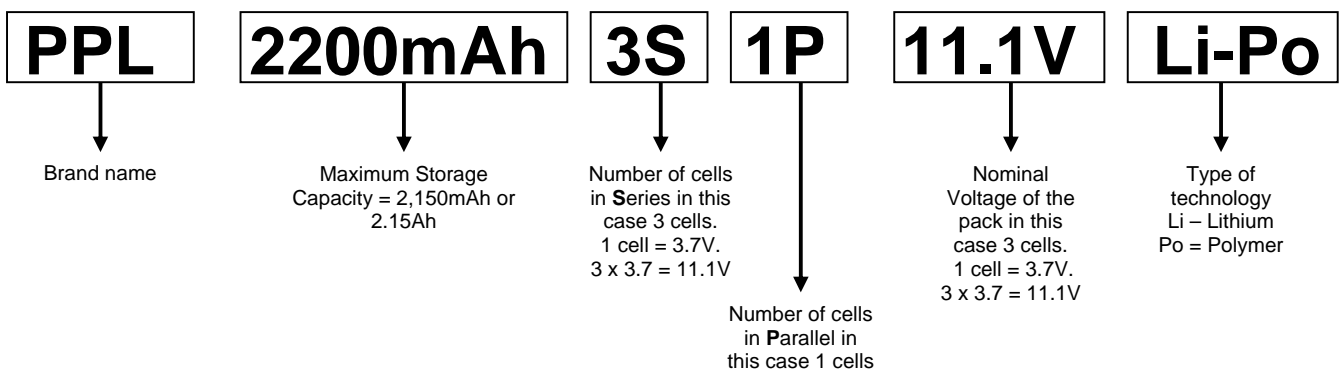 PPL 2200mAh 3S 1P 11.1V Li-Po
Brand name
Maximum Storage
Capacity = 2,150mAh or
2.15Ah
Number of cells
in Series in this
case 3 cells.
1 cell = 3.7V.
3 x 3.7 = 11.1V
Number of cells
in Parallel in
this case 1 cells
Nominal
Voltage of the
pack in this
case 3 cells.
1 cell = 3.7V.
3 x 3.7 = 11.1V
Type of
technology
Li – Lithium
Po = Polymer